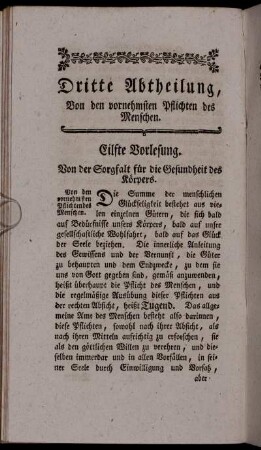 Dritte Abtheilung,
Von den vornehmsten Pflichten des
Menschen.
Eilfte Vorlesung.
Von der Sorgfalt für die Gesundheit des
Körpers.
Von den
vornehmsten
Pflichten des
Menschen.
Die Summe der menschlichen
Glückseligkeit bestehet aus vie-
len einzelnen Gütern, die sich bald
auf Bedürfnisse unsers Körpers, bald auf unsre
gesellschaftliche Wohlfahrt, bald auf das Glück
der Seele beziehen. Die innerliche Anleitung
des Gewissens und der Vernunft, die Güter
zu behaupten und dem Endzwecke, zu dem sie
uns von Gott gegeben sind, gemäß anzuwenden,
heißt überhaupt die Pflicht des Menschen, und
die regelmäßige Ausübung dieser Pflichten aus
der rechten Absicht, heißt Tugend. Das allge-
meine Amt des Menschen besteht also darinnen,
diese Pflichten, sowohl nach ihrer Absicht, als
nach ihren Mitteln aufrichtig zu erforschen, sie
als den göttlichen Willen zu verehren, und die-
selben immerdar und in allen Vorfällen, in sei-
ner Seele durch Einwilligung und Vorsatz,
aber